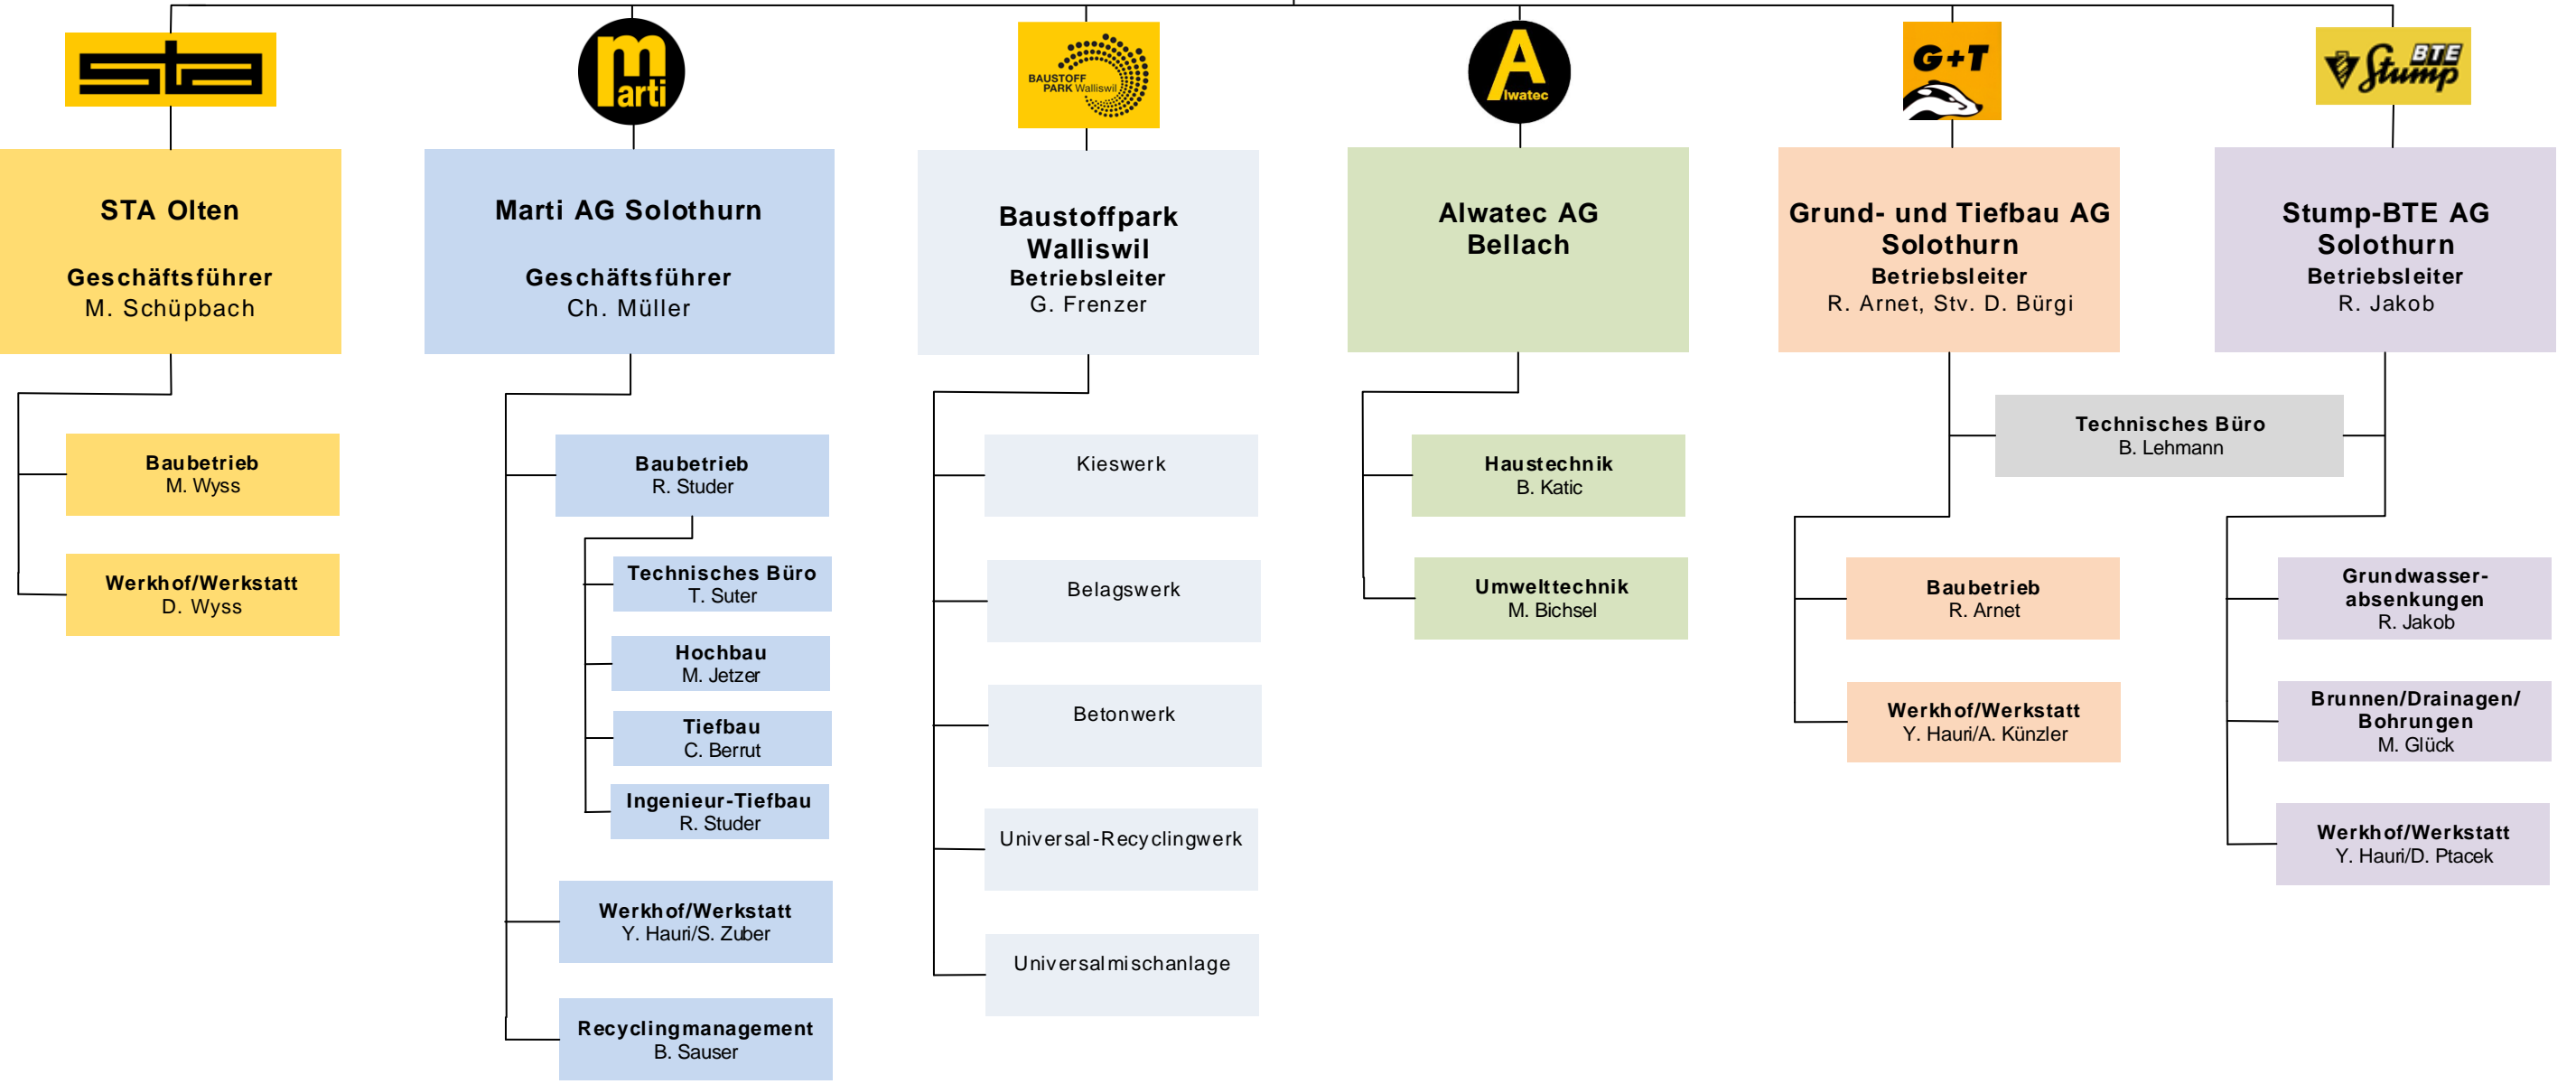 sta
Marti
BAUSTOFF
PARK Walliswil
Alwatec
G+T
BTE
Stump
STA Olten
Geschäftsführer
M. Schüpbach
Baubetrieb
M. Wyss
Werkhof/Werkstatt
D. Wyss
Marti AG Solothurn
Geschäftsführer
Ch. Müller
Baubetrieb
R. Studer
Technisches Büro
T. Suter
Hochbau
M. Jetzer
Tiefbau
C. Berrut
Ingenieur-Tiefbau
R. Studer
Werkhof/Werkstatt
Y. Hauri/S. Zuber
Recyclingmanagement
B. Sauser
Baustoffpark
Walliswil
Betriebsleiter
G. Frenzer
Kieswerk
Belagswerk
Betonwerk
Universal-Recyclingwerk
Universalmischanlage
Alwatec AG
Bellach
Haustechnik
B. Katic
Umwelttechnik
M. Bichsel
Grund- und Tiefbau AG
Solothurn
Betriebsleiter
R. Arnet, Stv. D. Bürgi
Technisches Büro
B. Lehmann
Baubetrieb
R. Arnet
Werkhof/Werkstatt
Y. Hauri/A. Künzler
Stump-BTE AG
Solothurn
Betriebsleiter
R. Jakob
Grundwasser-
absenkungen
R. Jakob
Brunnen/Drainagen/
Bohrungen
M. Glück
Werkhof/Werkstatt
Y. Hauri/D. Ptacek